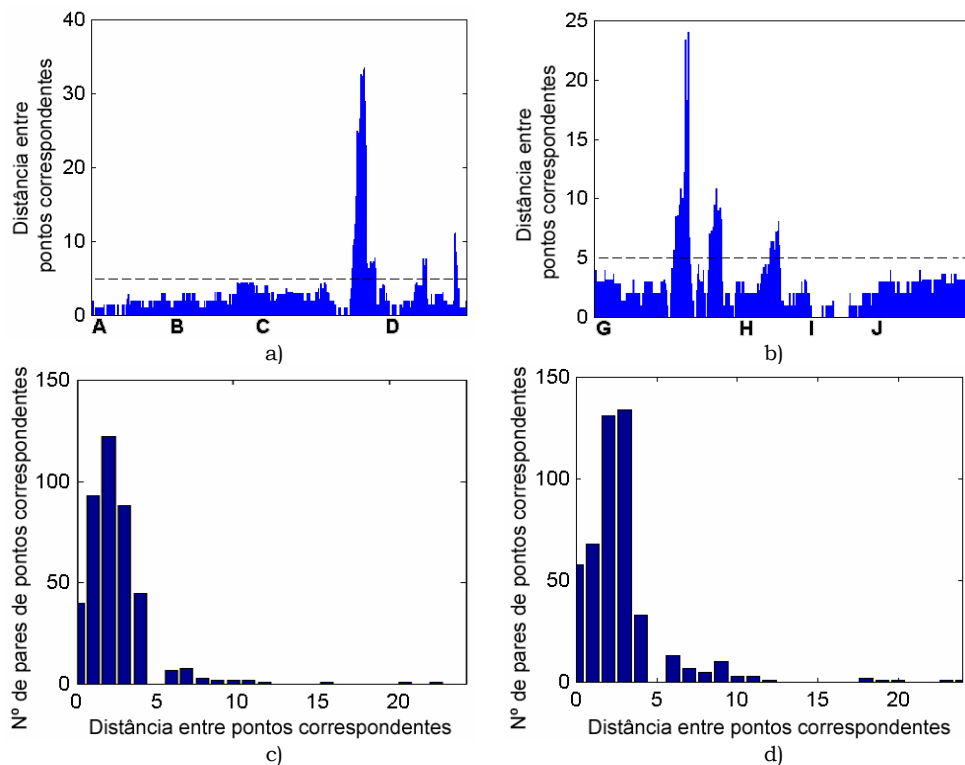 Distância entre
pontos correspondentes
40
30
20
10
5
0
A B C D
a)
Distância entre
pontos correspondentes
25
20
15
10
5
0
G H I J
b)
Nº de pares de pontos correspondentes
150
100
50
0
0 5 10 15 20
Distância entre pontos correspondentes
c)
Nº de pares de pontos correspondentes
150
100
50
0
0 5 10 15 20
Distância entre pontos correspondentes
d)